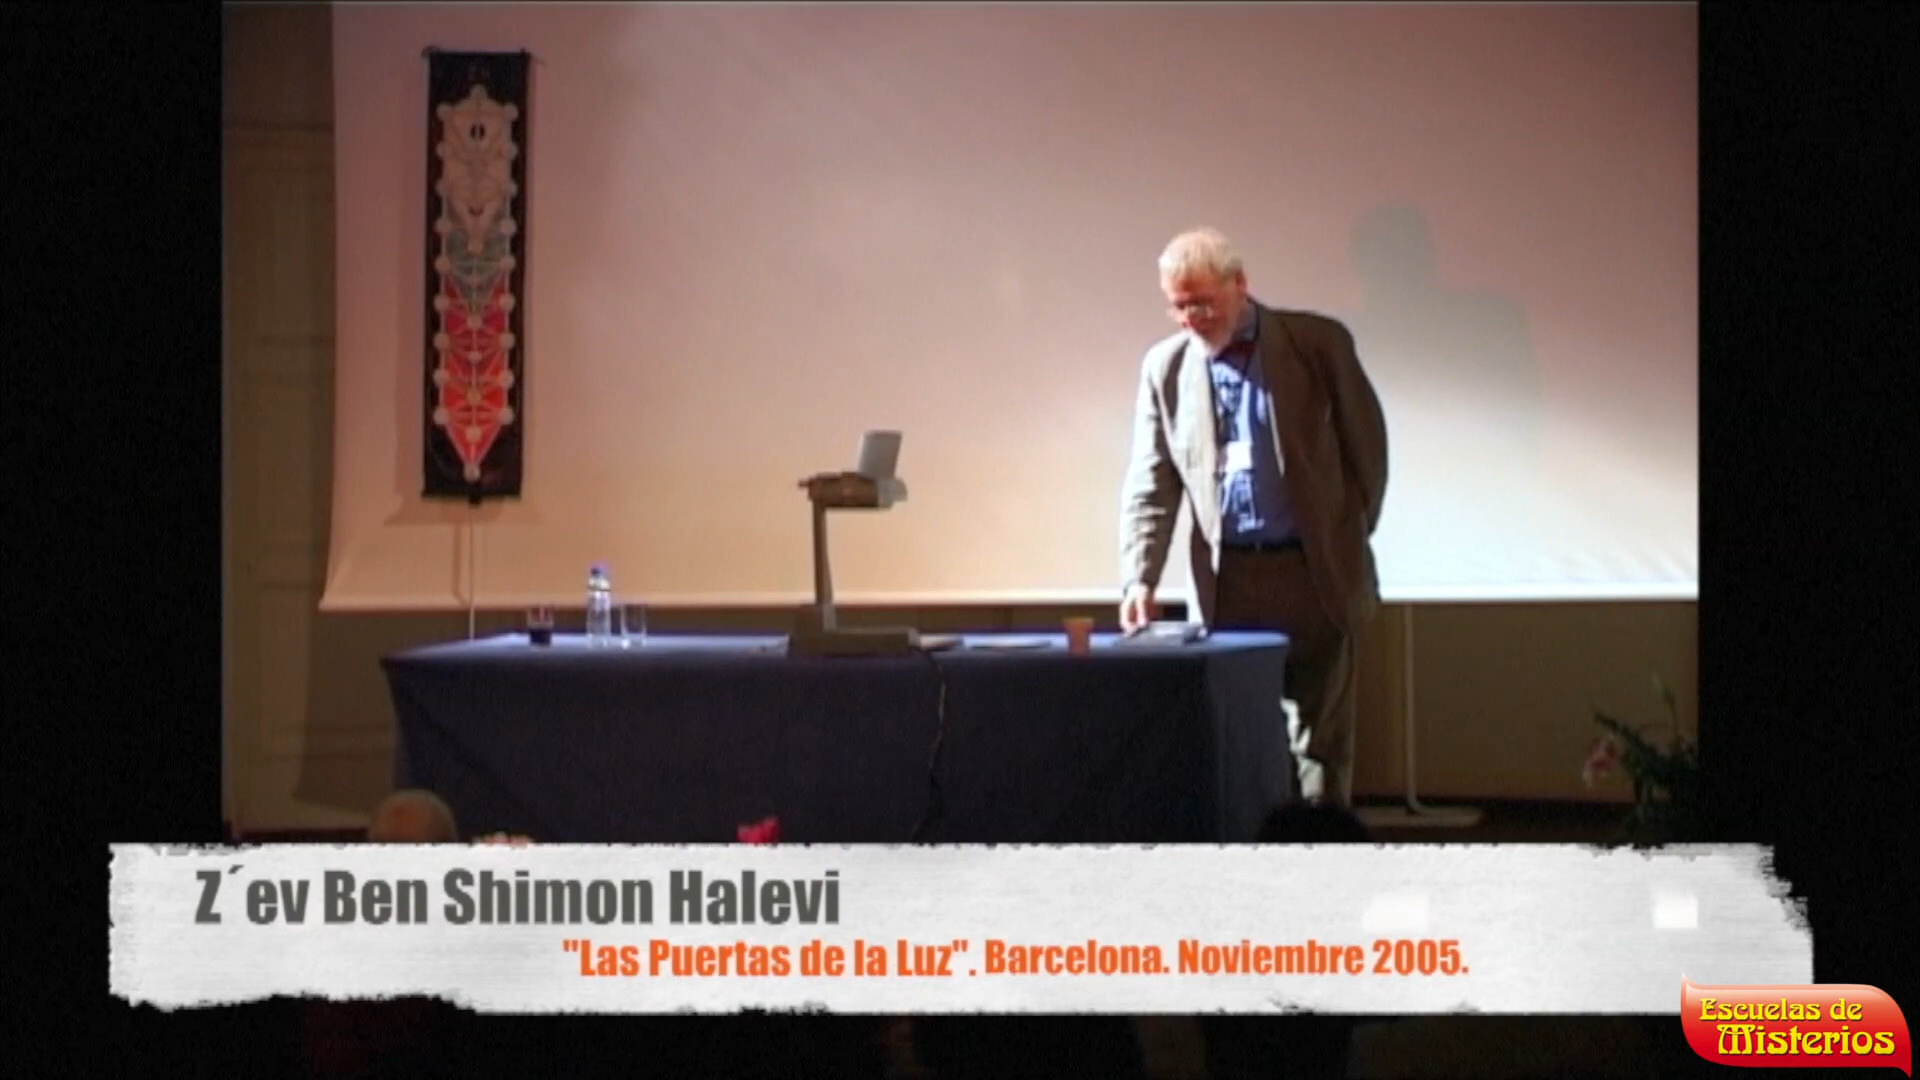 Z´ev Ben Shimon Halevi
"Las Puertas de la Luz". Barcelona. Noviembre 2005.
Escuelas de
Misterios